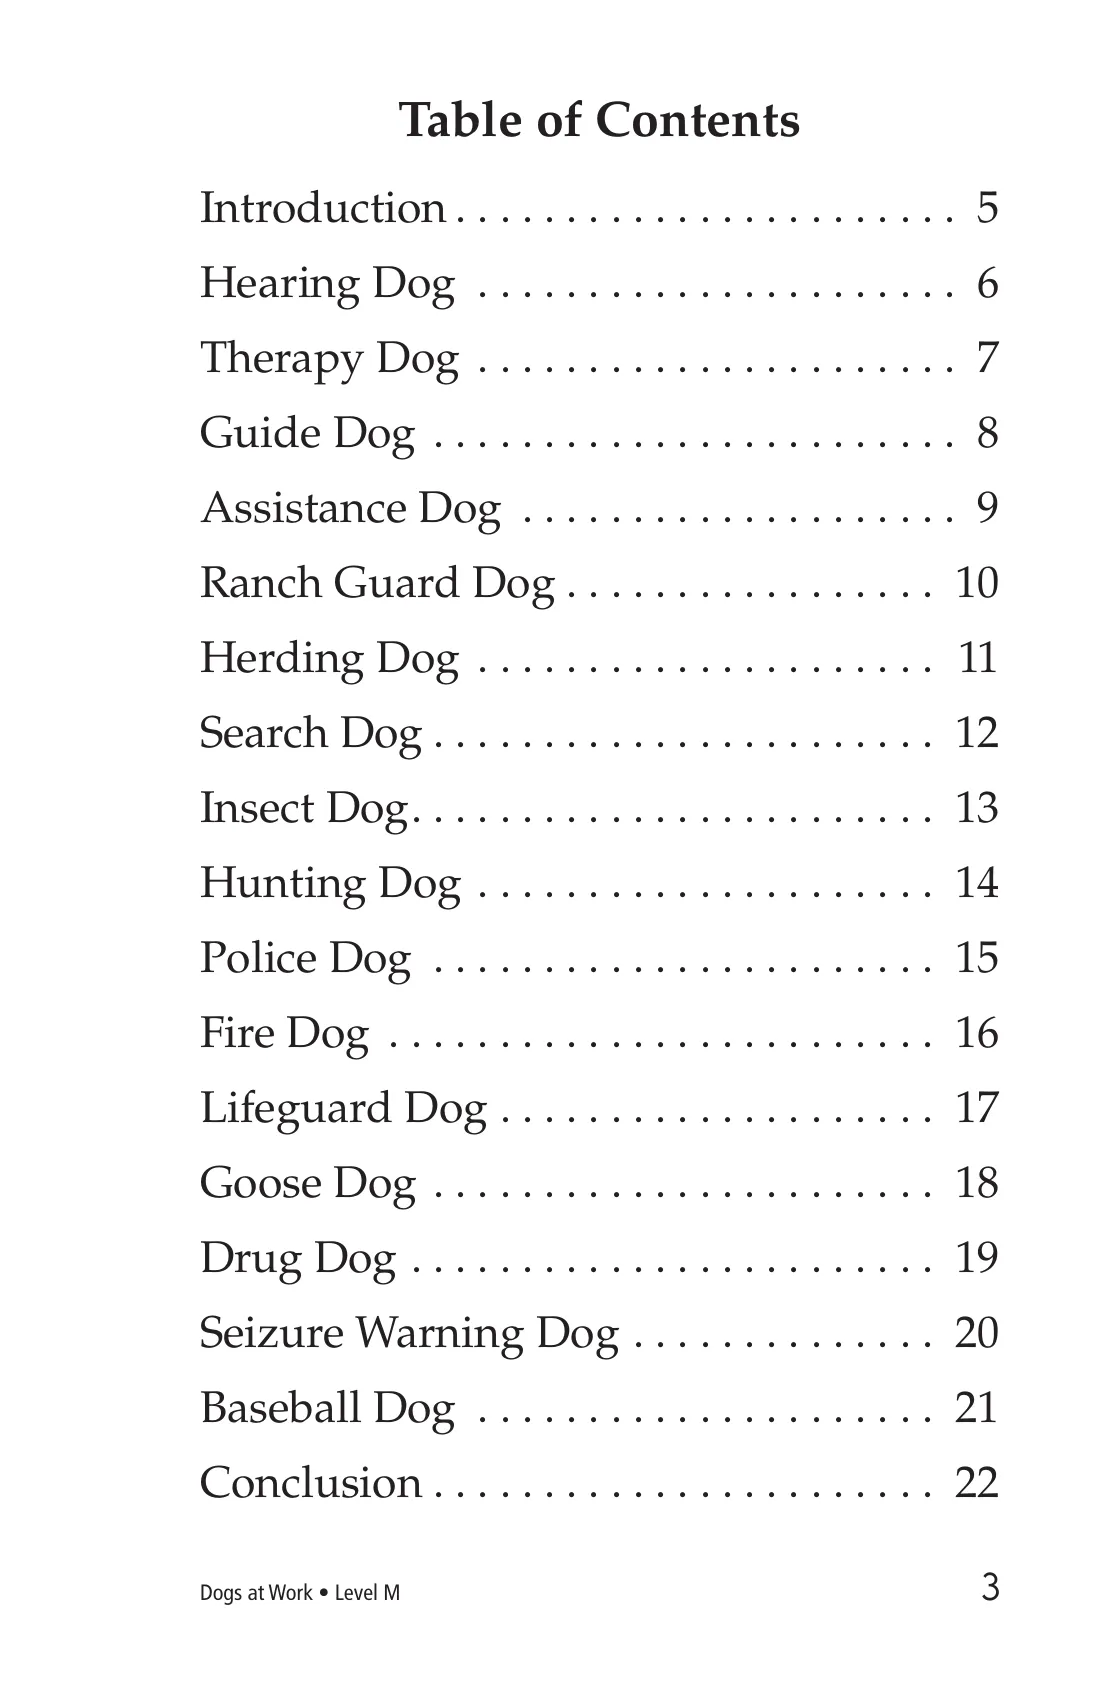 Table of Contents
Introduction . . . . . . . . . . . . . . . . . . . . . . . 5
Hearing Dog . . . . . . . . . . . . . . . . . . . . . . 6
Therapy Dog . . . . . . . . . . . . . . . . . . . . . . 7
Guide Dog . . . . . . . . . . . . . . . . . . . . . . . . 8
Assistance Dog . . . . . . . . . . . . . . . . . . . . 9
Ranch Guard Dog . . . . . . . . . . . . . . . . . 10
Herding Dog . . . . . . . . . . . . . . . . . . . . . 11
Search Dog . . . . . . . . . . . . . . . . . . . . . . . 12
Insect Dog. . . . . . . . . . . . . . . . . . . . . . . . 13
Hunting Dog . . . . . . . . . . . . . . . . . . . . . 14
Police Dog . . . . . . . . . . . . . . . . . . . . . . . 15
Fire Dog . . . . . . . . . . . . . . . . . . . . . . . . . 16
Lifeguard Dog . . . . . . . . . . . . . . . . . . . . 17
Goose Dog . . . . . . . . . . . . . . . . . . . . . . . 18
Drug Dog . . . . . . . . . . . . . . . . . . . . . . . . 19
Seizure Warning Dog . . . . . . . . . . . . . . 20
Baseball Dog . . . . . . . . . . . . . . . . . . . . . 21
Conclusion . . . . . . . . . . . . . . . . . . . . . . . 22
Dogs at Work • Level M 3